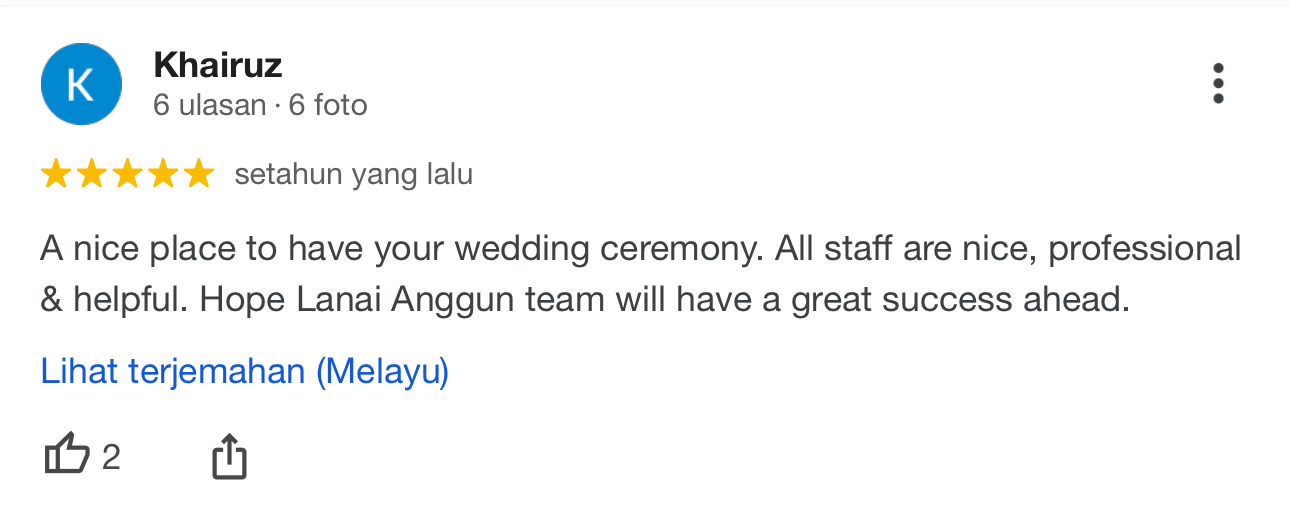 K
Khairuz
6 ulasan · 6 foto
setahun yang lalu
A nice place to have your wedding ceremony. All staff are nice, professional
& helpful. Hope Lanai Anggun team will have a great success ahead.
Lihat terjemahan (Melayu)
2